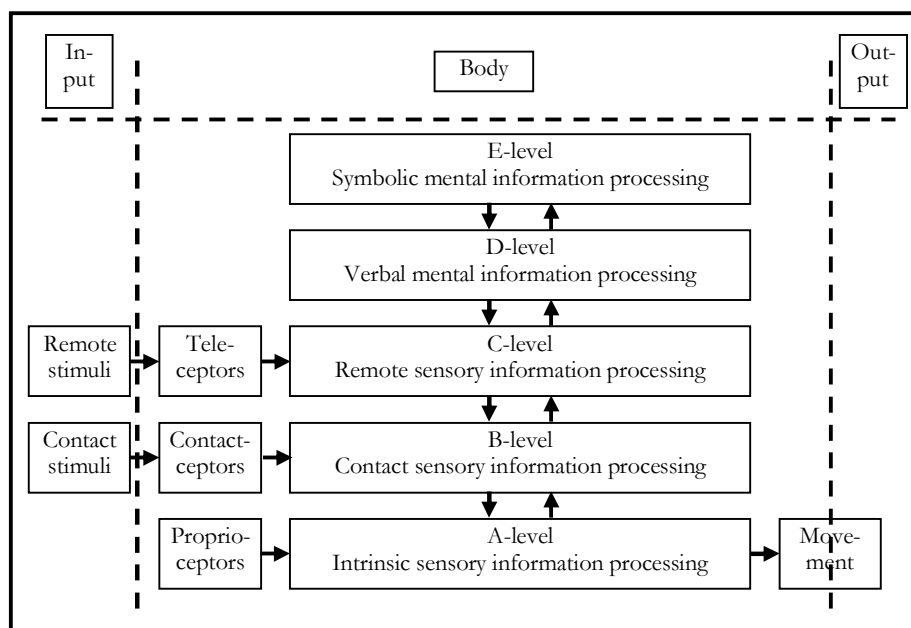 In-
put
Body
Out-
put
E-level
Symbolic mental information processing
D-level
Verbal mental information processing
Remote
stimuli
Tele-
ceptors
C-level
Remote sensory information processing
Contact
stimuli
Contact-
ceptors
B-level
Contact sensory information processing
Proprio-
ceptors
A-level
Intrinsic sensory information processing
Move-
ment